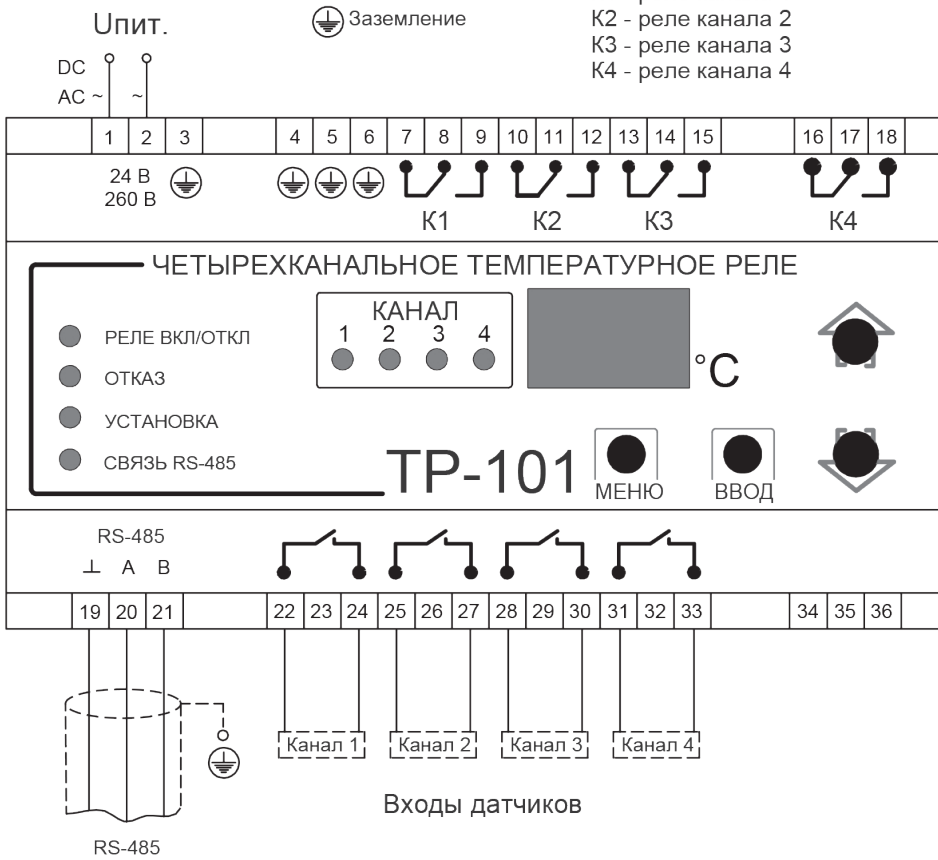 Uпит.
Заземление
К2 - реле канала 2
К3 - реле канала 3
К4 - реле канала 4
DC
AC ~ ~
1 2 3 4 5 6 7 8 9 10 11 12 13 14 15 16 17 18
24 В
260 В
К1 К2 К3 К4
ЧЕТЫРЕХКАНАЛЬНОЕ ТЕМПЕРАТУРНОЕ РЕЛЕ
КАНАЛ
1 2 3 4
°C
РЕЛЕ ВКЛ/ОТКЛ
ОТКАЗ
УСТАНОВКА
СВЯЗЬ RS-485
ТР-101
МЕНЮ
ВВОД
RS-485
⊥ A B
19 20 21 22 23 24 25 26 27 28 29 30 31 32 33 34 35 36
Канал 1 Канал 2 Канал 3 Канал 4
Входы датчиков
RS-485